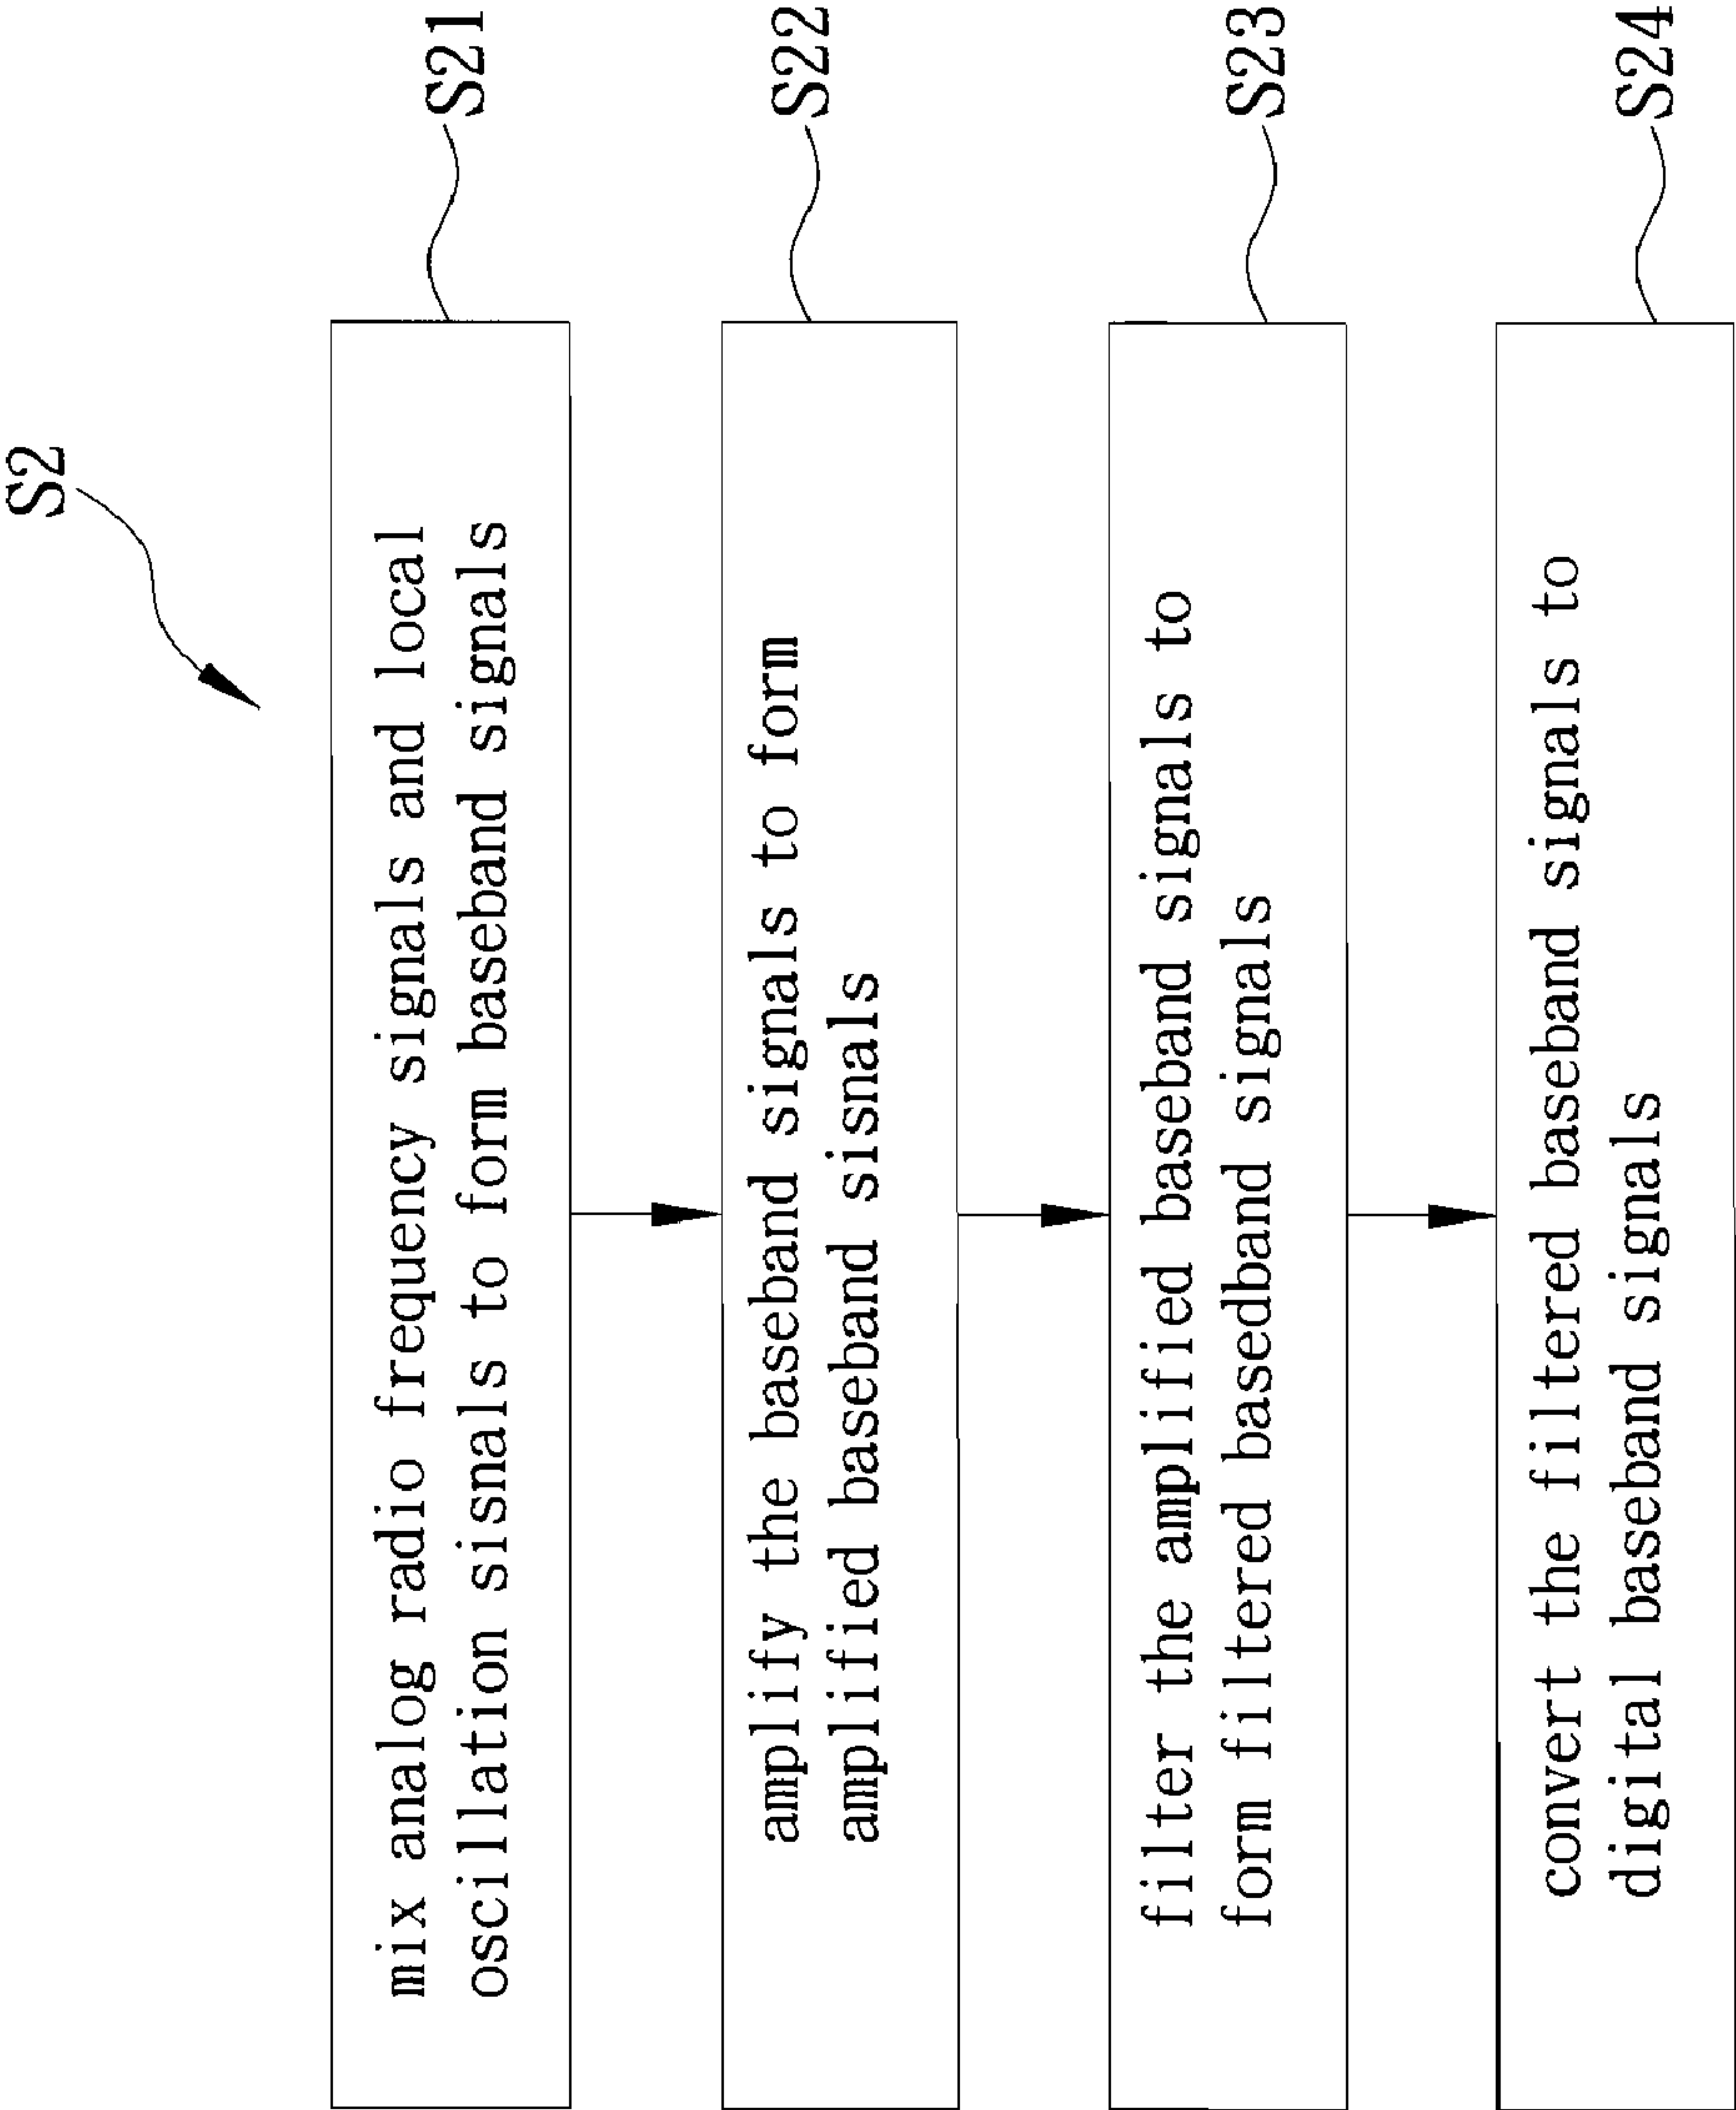 S2
mix analog radio frequency signals and local
oscillation sisnals to form baseband signals
S21
amplify the baseband signals to form
amplified baseband sisnals
S22
filter the amplified baseband signals to
form filtered basedband signals
S23
convert the filtered baseband signals to
digital baseband signals
S24